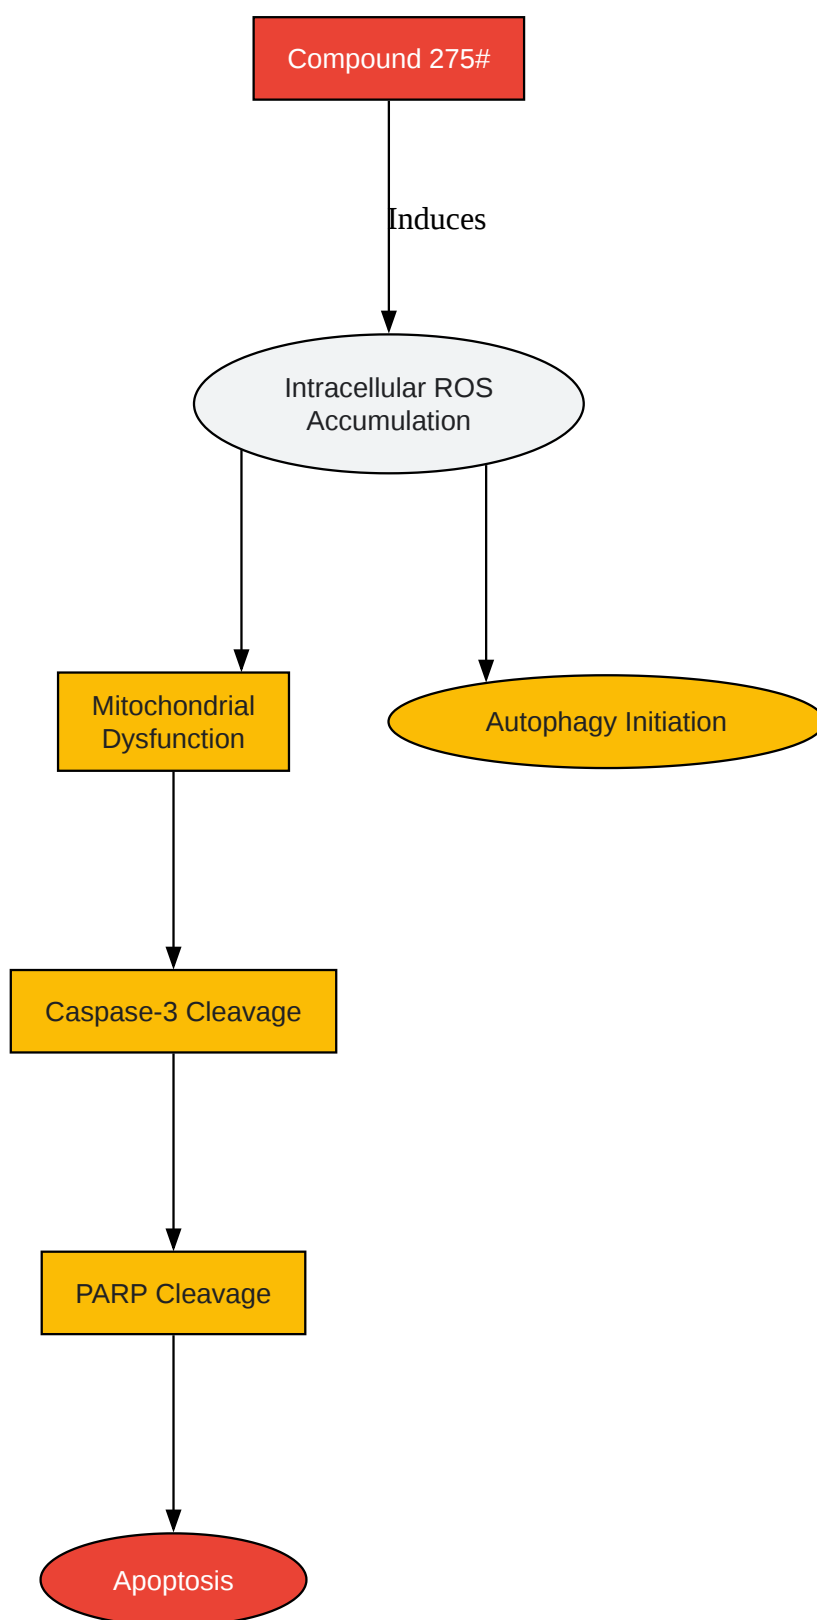 Compound 275#
Induces
Intracellular ROS
Accumulation
Mitochondrial
Dysfunction
Autophagy Initiation
Caspase-3 Cleavage
PARP Cleavage
Apoptosis